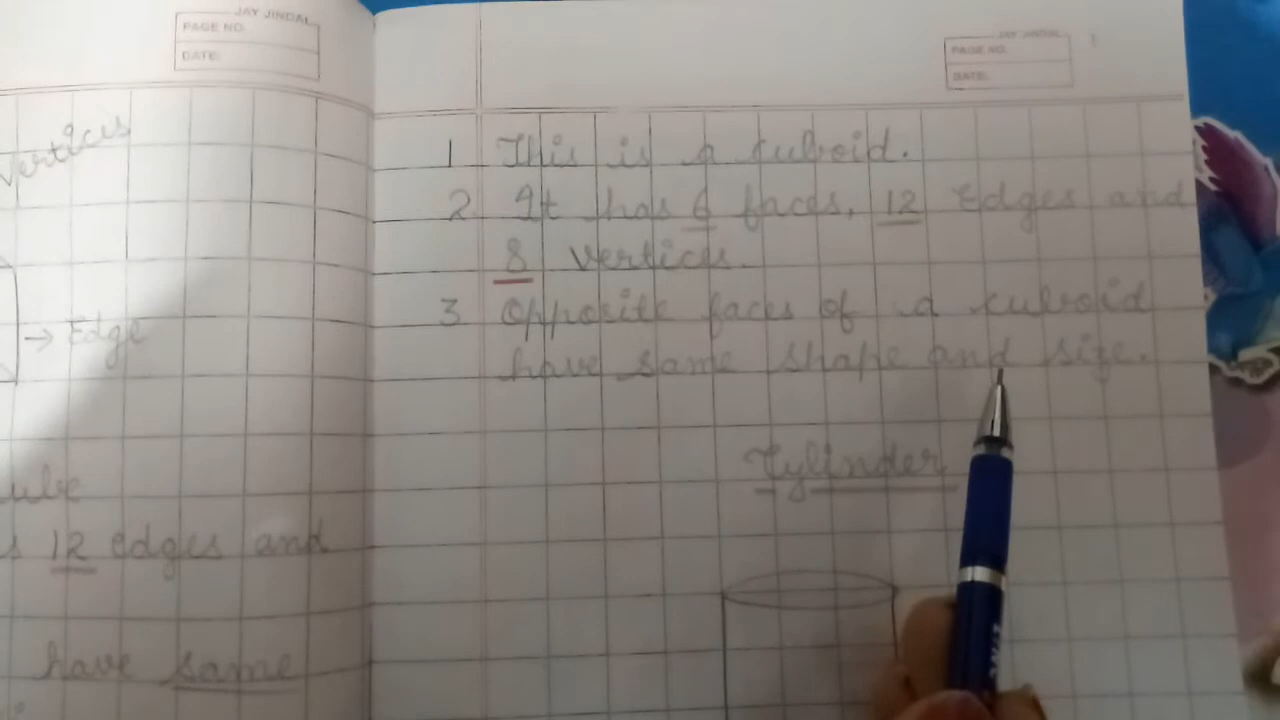 JAY JINDAL
PAGE NO.
DATE:
Vertices
→ Edge
ube
s 12 edges and
have same
JAY JINDAL
PAGE NO.
DATE:
1 This is a cuboid.
2 It has 6 faces, 12 Edges and
8 vertices.
3 Opposite faces of a cuboid
have same shape and size.
Cylinder